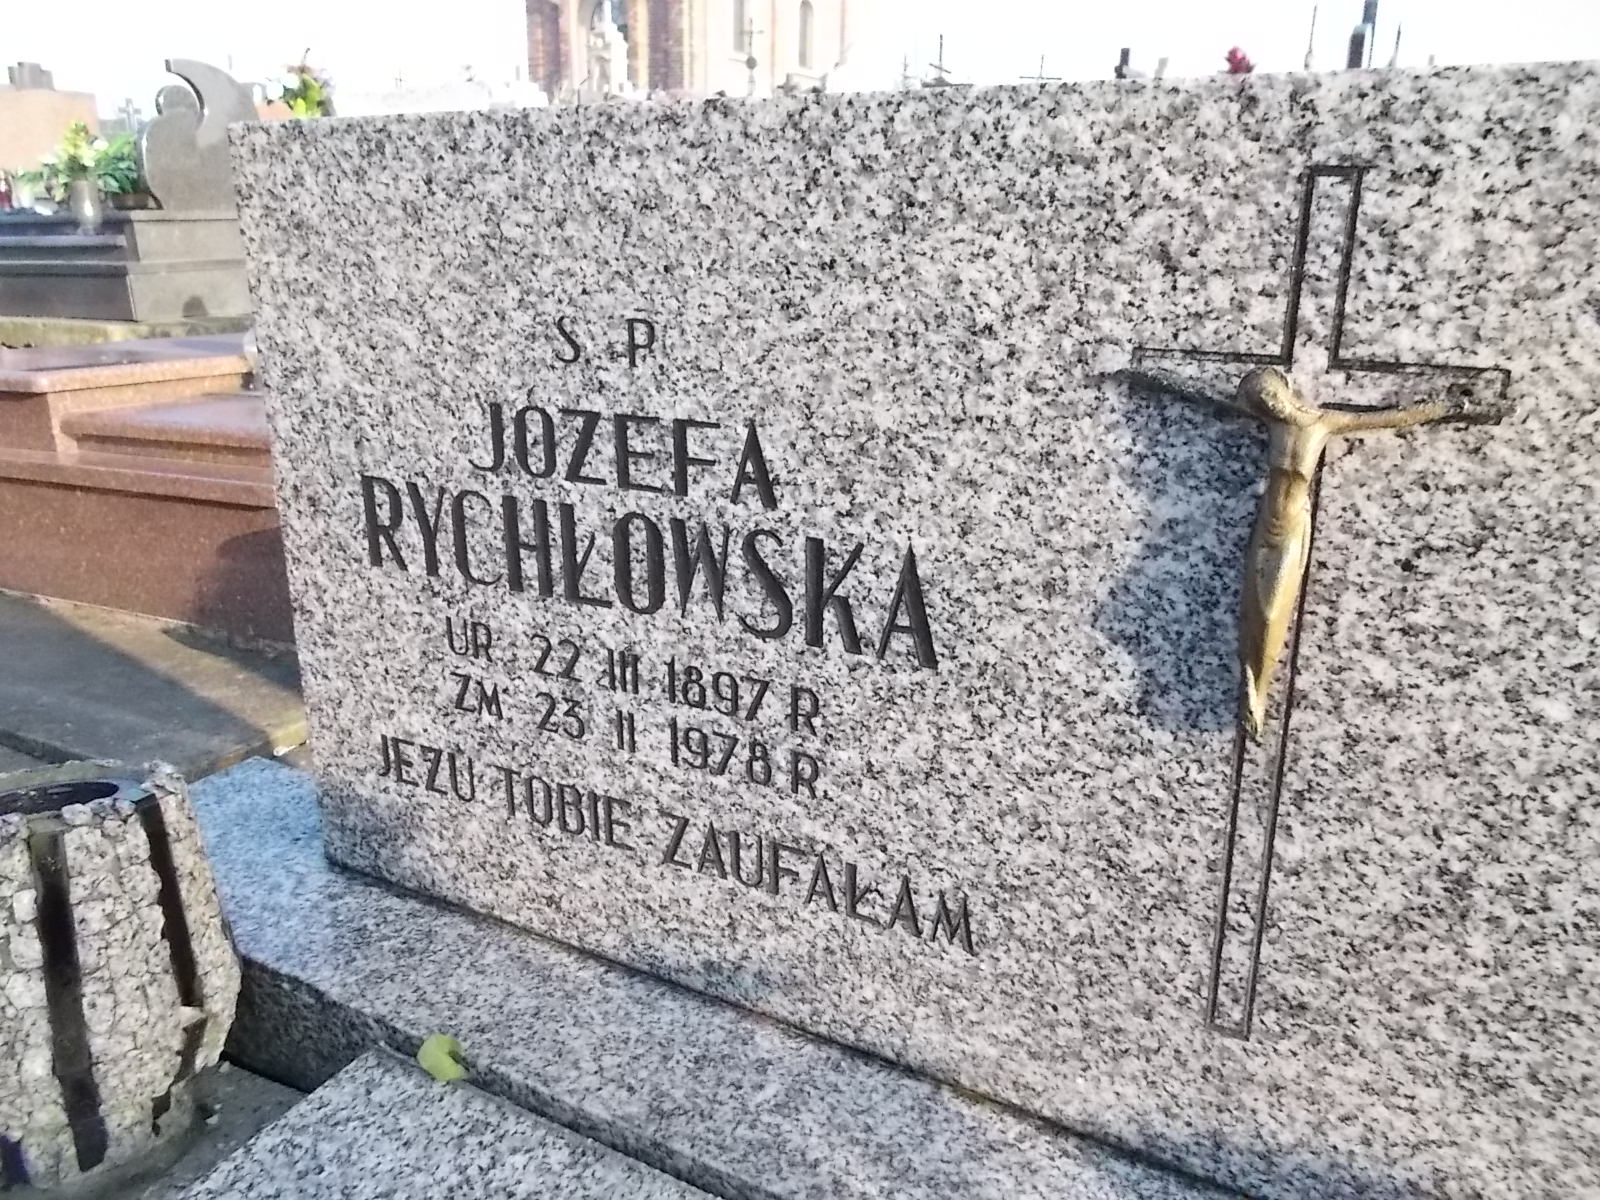 S P
JÓZEFA
RYCHŁOWSKA
UR 22 III 1897 R
ZM 23 II 1978 R
JEZU TOBIE ZAUFAŁAM